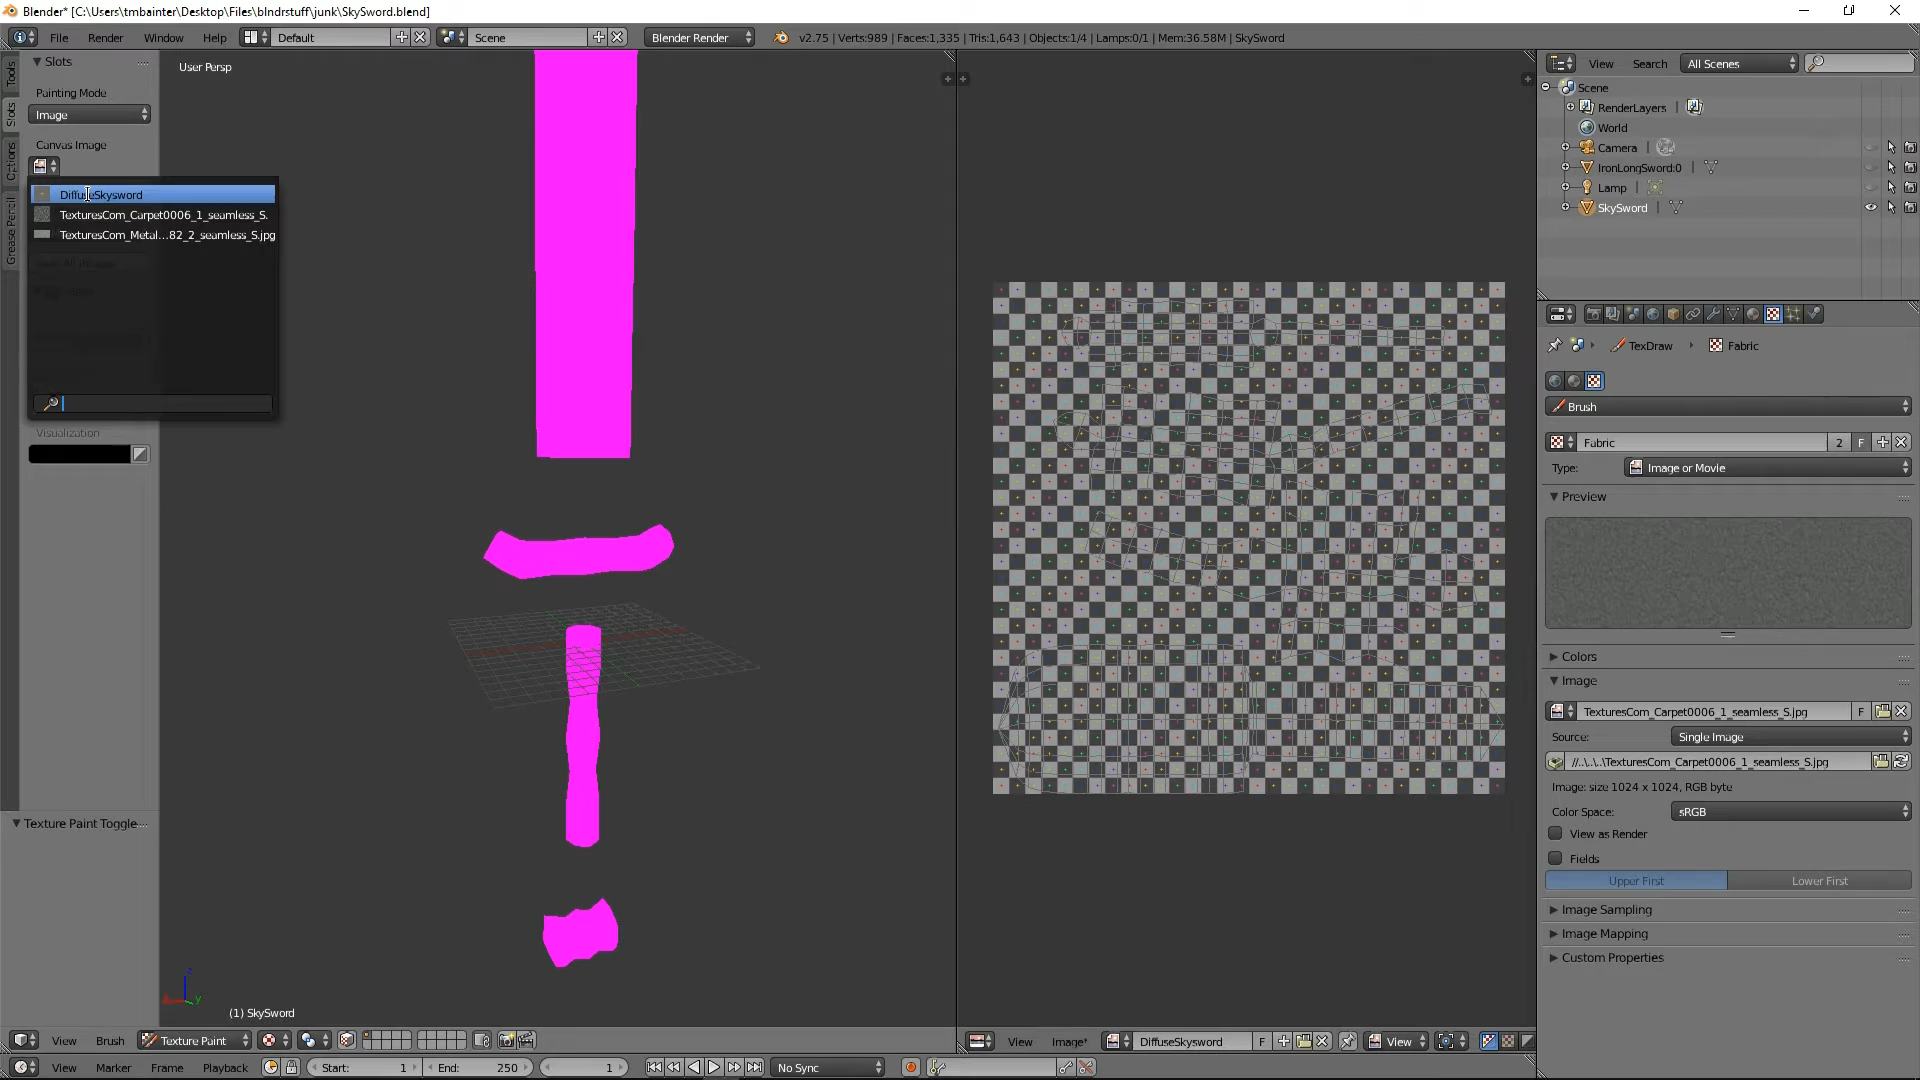 Blender* [C:\Users\tmbainter\Desktop\Files\blndrstuff\junk\SkySword.blend]
File Render Window Help Default Scene Blender Render v2.75 | Verts:989 | Faces:1,335 | Tris:1,643 | Objects:1/4 | Lamps:0/1 | Mem:36.58M | SkySword
Tools
Slots
Options
Grease Pencil
Slots
Painting Mode
Image
Canvas Image
DiffuseSkysword
TexturesCom_Carpet0006_1_seamless_S.
TexturesCom_Metal...82_2_seamless_S.jpg
Visualization
Texture Paint Toggle
User Persp
(1) SkySword
View Search All Scenes
Scene
RenderLayers
World
Camera
IronLongSword:0
Lamp
SkySword
TexDraw Fabric
Brush
Fabric 2 F
Type: Image or Movie
Preview
Colors
Image
TexturesCom_Carpet0006_1_seamless_S.jpg F
Source: Single Image
//..\..\..\TexturesCom_Carpet0006_1_seamless_S.jpg
Image: size 1024 x 1024, RGB byte
Color Space: sRGB
View as Render
Fields
Upper First Lower First
Image Sampling
Image Mapping
Custom Properties
View Brush Texture Paint
View Image* DiffuseSkysword F View
View Marker Frame Playback Start: 1 End: 250 1 No Sync